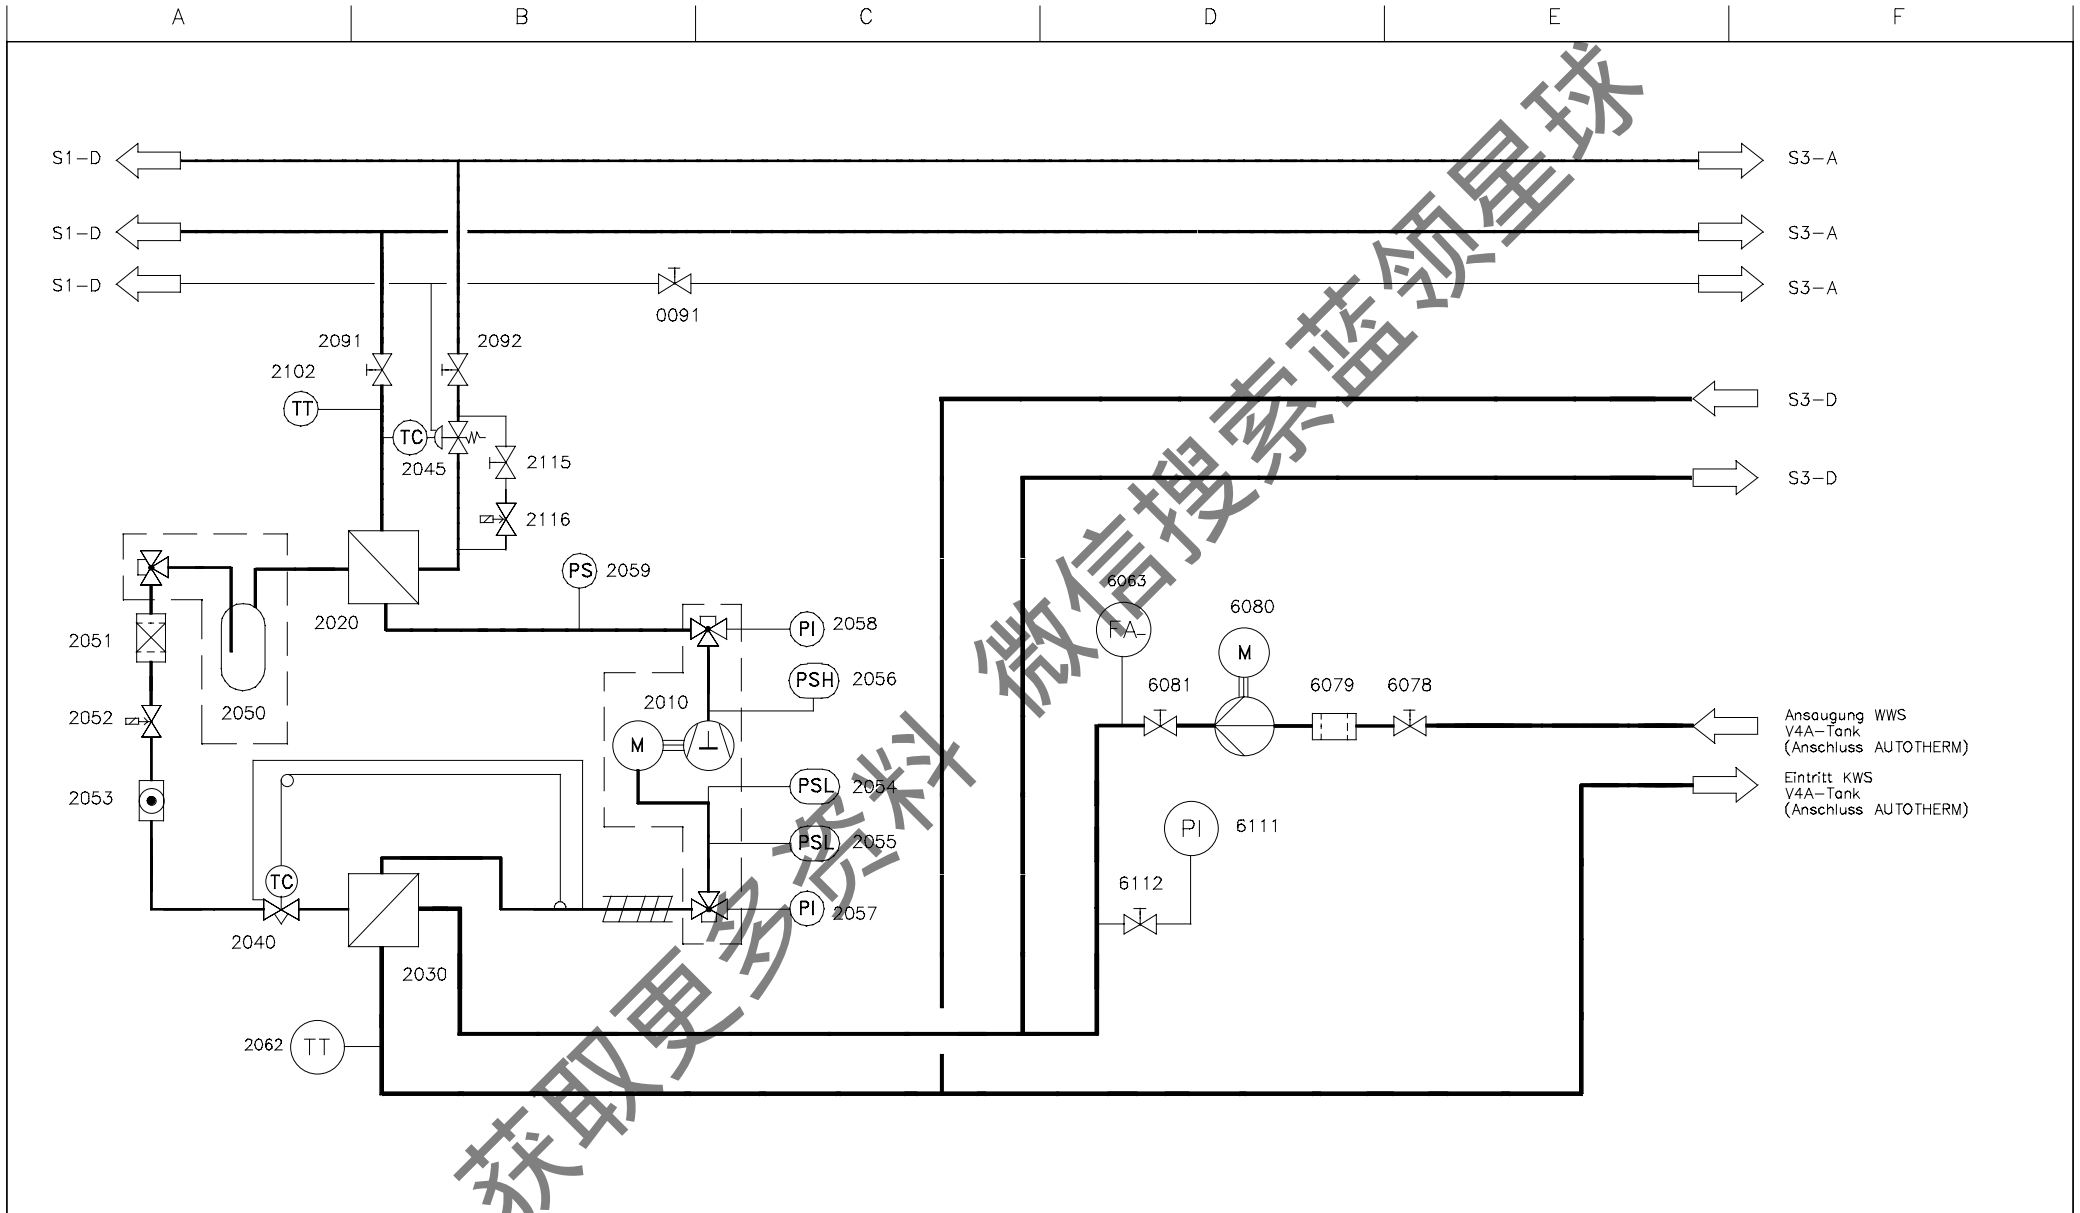 A B C D E F
S1-D S3-A
S1-D S3-A
S1-D S3-A
0091
2091 2092
2102
TT
S3-D
TC
2045
2115
S3-D
2116
PS 2059
2020
6063
FA-
6080
M
2051
PI 2058
PSH 2056
2050
2010
M
2052
6081 6079 6078
Ansaugung WWS
V4A-Tank
(Anschluss AUTOTHERM)
Eintritt KWS
V4A-Tank
(Anschluss AUTOTHERM)
2053
PSL 2054
PSL 2055
PI 6111
TC
6112
PI 2057
2040
2030
2062 TT
获取更多资料 微信搜索蓝领星球